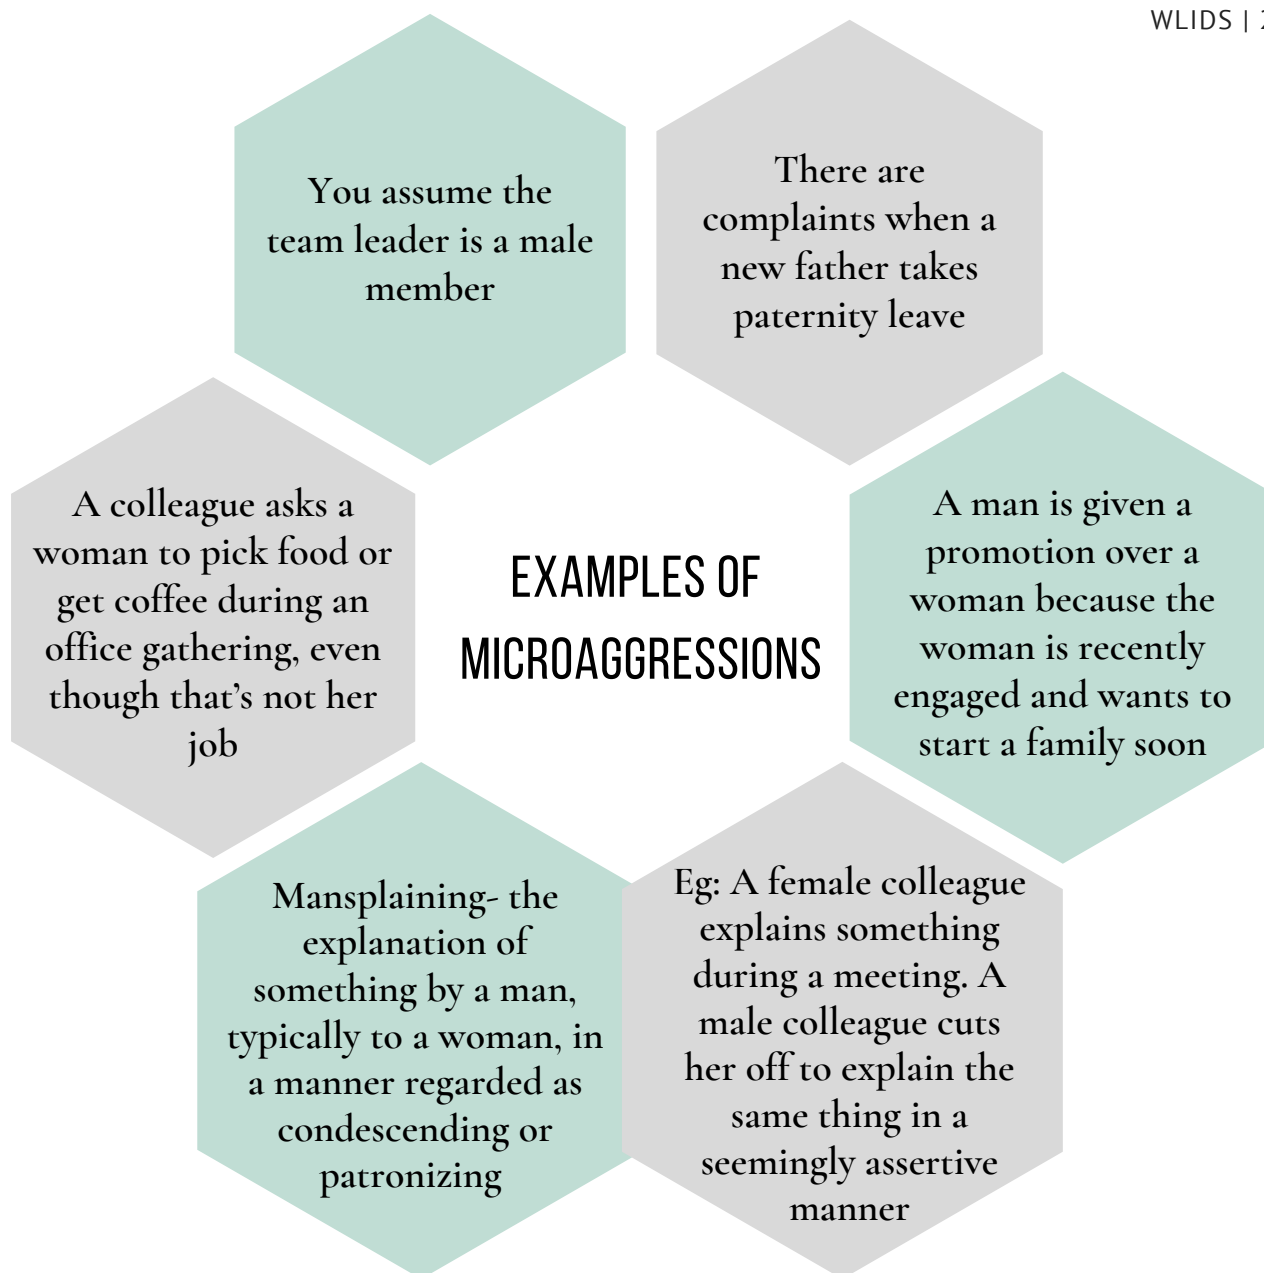 WLIDS | 2
You assume the
team leader is a male
member
There are
complaints when a
new father takes
paternity leave
A colleague asks a
woman to pick food or
get coffee during an
office gathering, even
though that's not her
job
EXAMPLES OF
MICROAGGRESSIONS
A man is given a
promotion over a
woman because the
woman is recently
engaged and wants to
start a family soon
Mansplaining- the
explanation of
something by a man,
typically to a woman, in
a manner regarded as
condescending or
patronizing
Eg: A female colleague
explains something
during a meeting. A
male colleague cuts
her off to explain the
same thing in a
seemingly assertive
manner